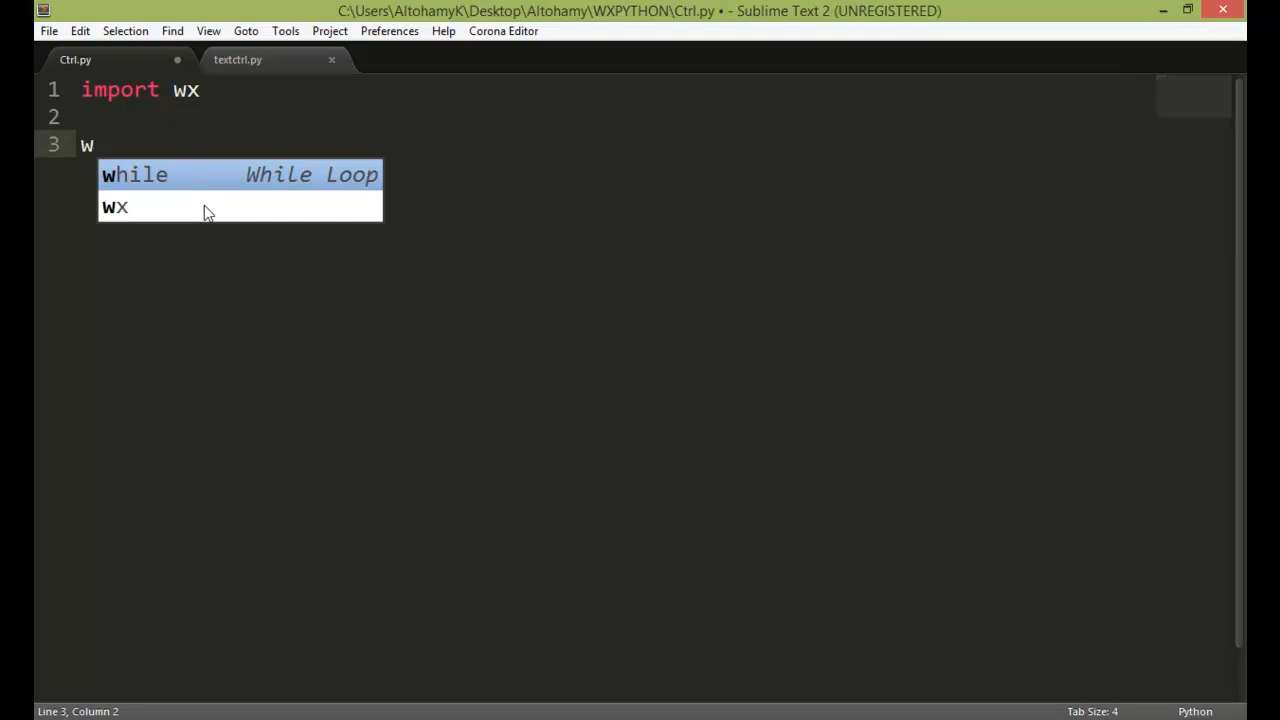 C:\Users\AltohamyK\Desktop\Altohamy\WXPYTHON\Ctrl.py • - Sublime Text 2 (UNREGISTERED)
File Edit Selection Find View Goto Tools Project Preferences Help Corona Editor
Ctrl.py textctrl.py
1 import wx
2
3 w
while While Loop
wx
Line 3, Column 2 Tab Size: 4 Python